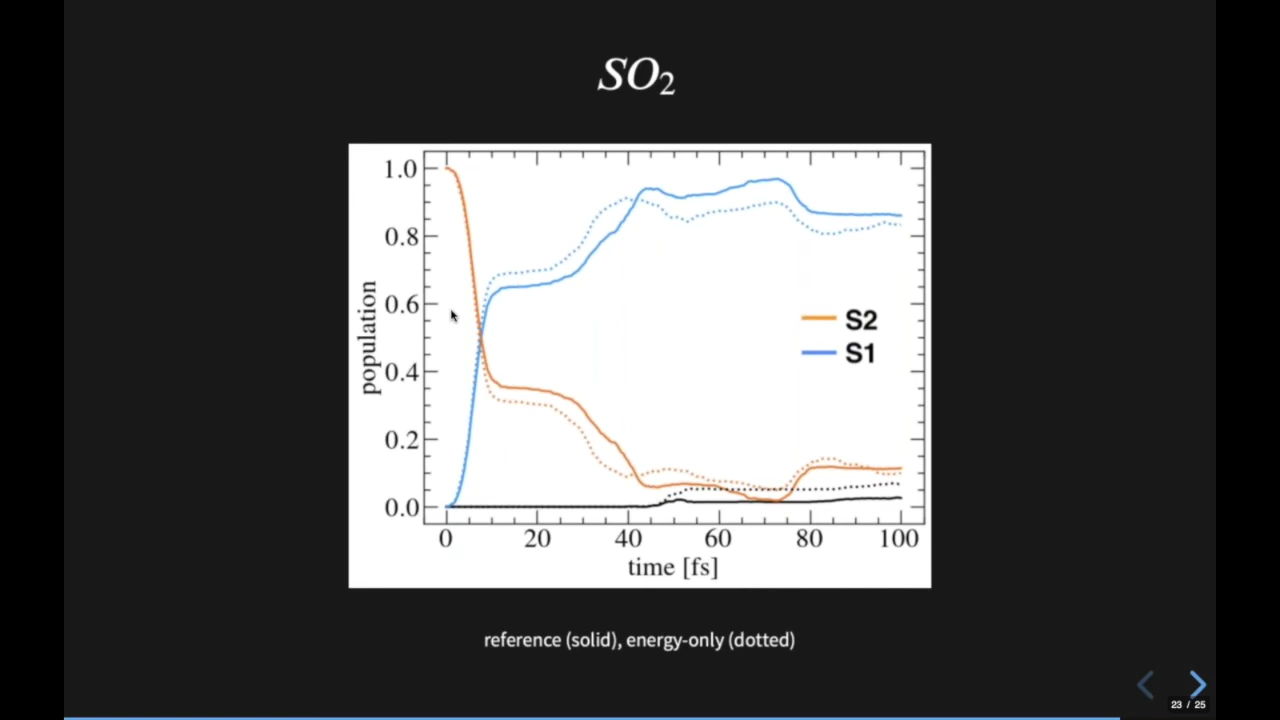 SO₂
1.0
0.8
0.6
0.4
0.2
0.0
population
S2
S1
0 20 40 60 80 100
time [fs]
reference (solid), energy-only (dotted)
23 / 25